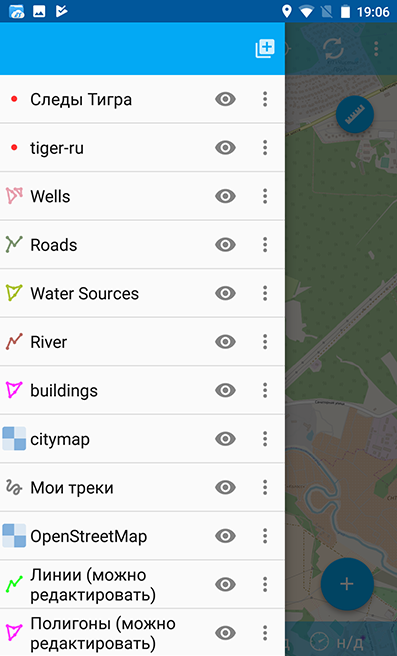 19:06
Следы Тигра
tiger-ru
Wells
Roads
Water Sources
River
buildings
citymap
Мои треки
OpenStreetMap
Линии (можно
редактировать)
Полигоны (можно
редактировать)
н/д